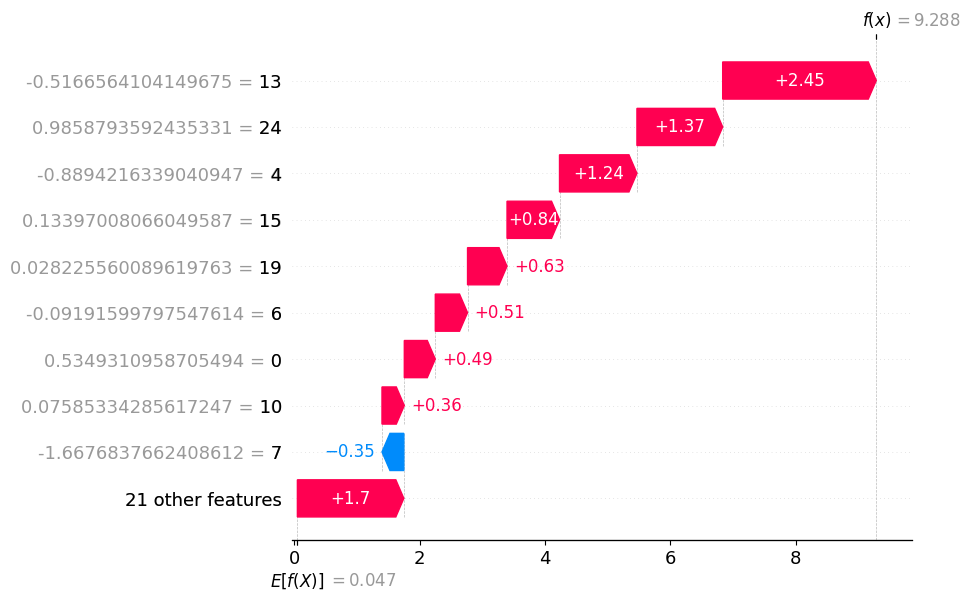 f(x) = 9.288
-0.5166564104149675 = 13
+2.45
0.9858793592435331 = 24
+1.37
-0.8894216339040947 = 4
+1.24
0.13397008066049587 = 15
+0.84
0.028225560089619763 = 19
+0.63
-0.09191599797547614 = 6
+0.51
0.5349310958705494 = 0
+0.49
0.07585334285617247 = 10
+0.36
-1.6676837662408612 = 7
−0.35
21 other features
+1.7
0 2 4 6 8
E[f(X)] = 0.047